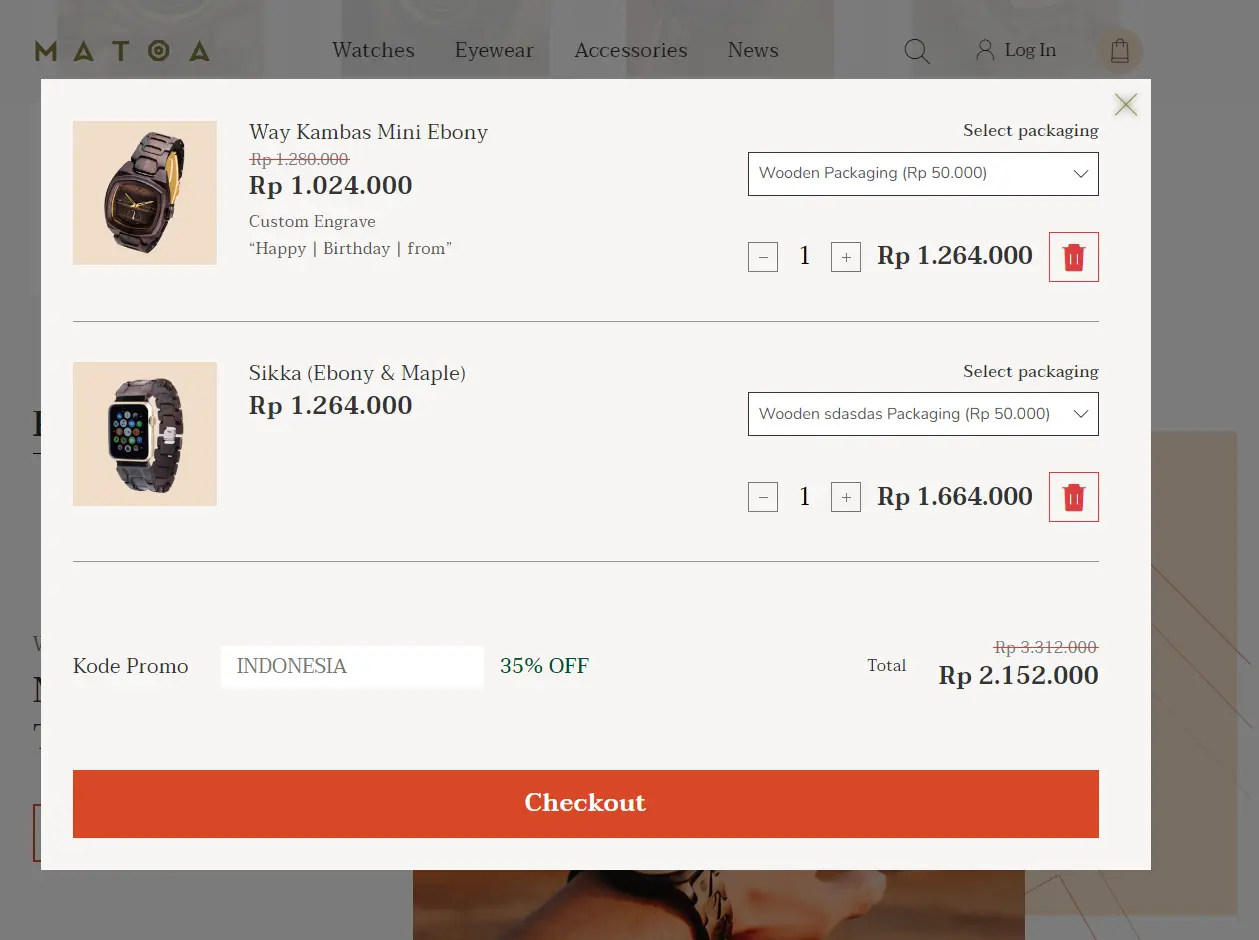 MATOA
Watches Eyewear Accessories News Log In
Way Kambas Mini Ebony
Rp 1.280.000
Rp 1.024.000
Custom Engrave
“Happy | Birthday | from”
Select packaging
Wooden Packaging (Rp 50.000)
− 1 + Rp 1.264.000
Sikka (Ebony & Maple)
Rp 1.264.000
Select packaging
Wooden sdasdas Packaging (Rp 50.000)
− 1 + Rp 1.664.000
Kode Promo INDONESIA 35% OFF
Total
Rp 3.312.000
Rp 2.152.000
Checkout